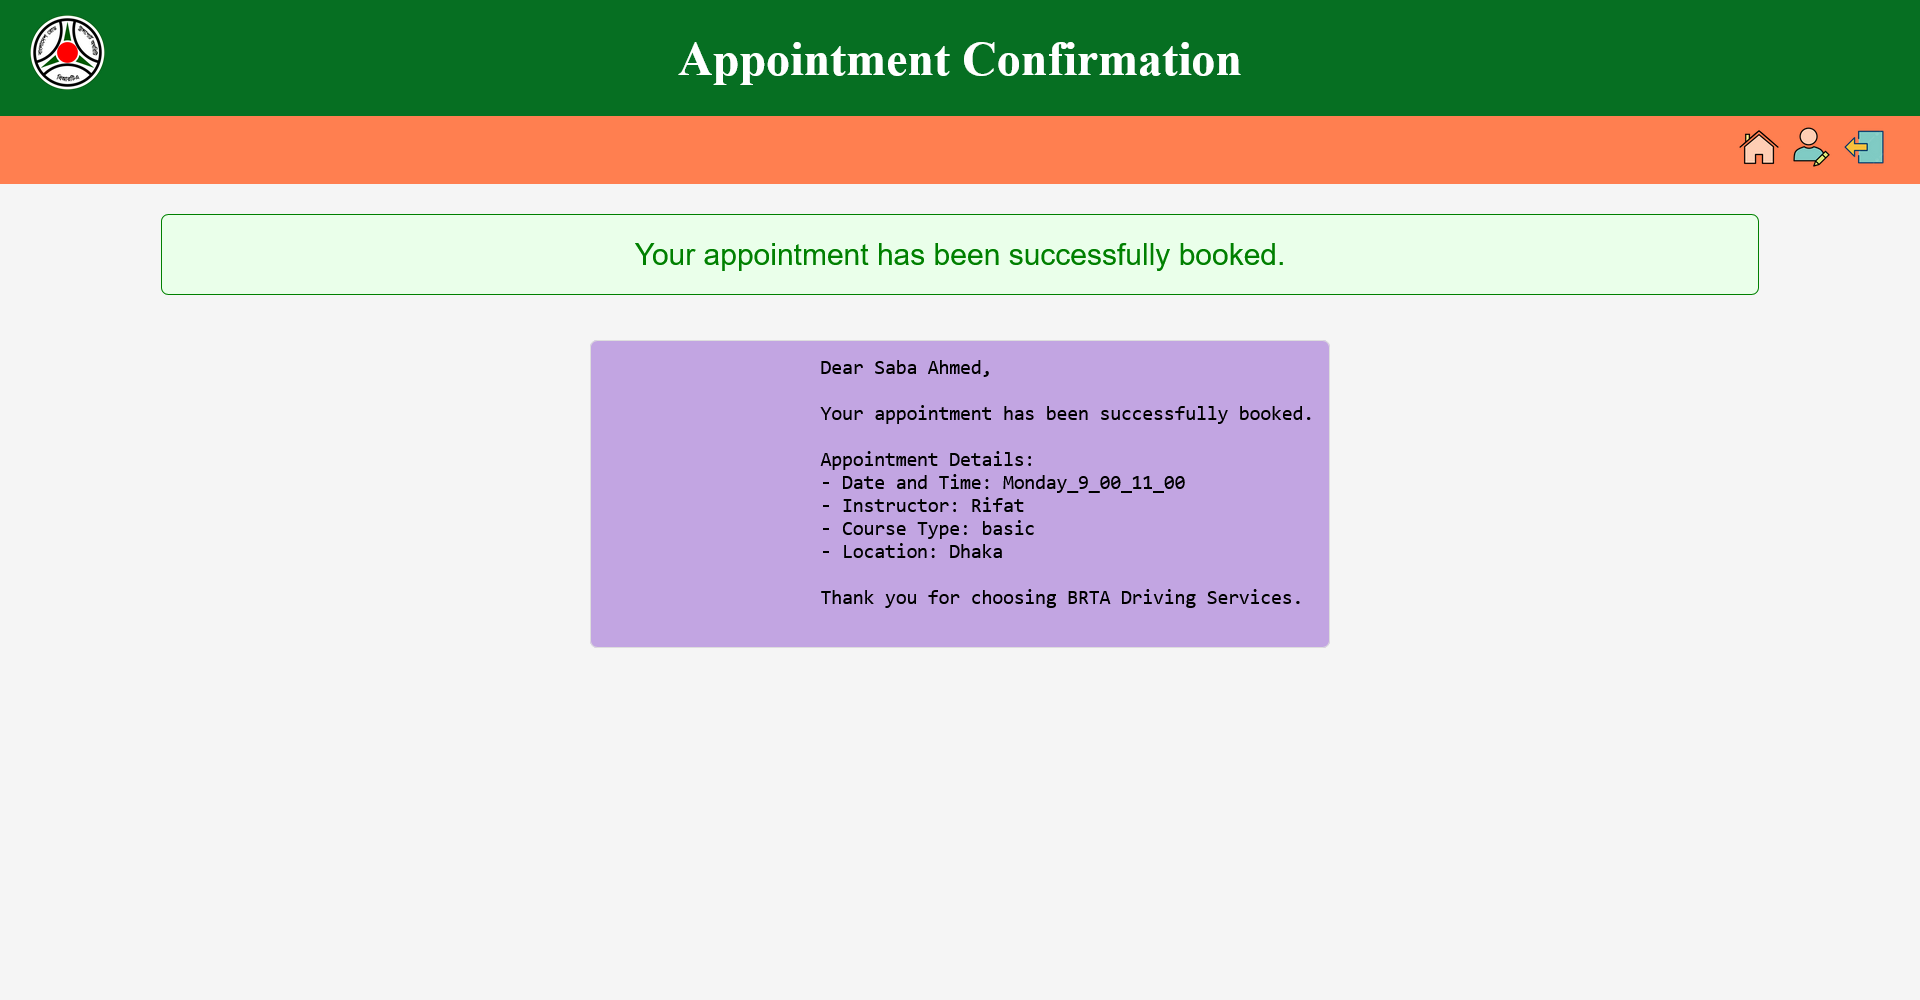 Appointment Confirmation
Your appointment has been successfully booked.
Dear Saba Ahmed,
Your appointment has been successfully booked.
Appointment Details:
- Date and Time: Monday_9_00_11_00
- Instructor: Rifat
- Course Type: basic
- Location: Dhaka
Thank you for choosing BRTA Driving Services.